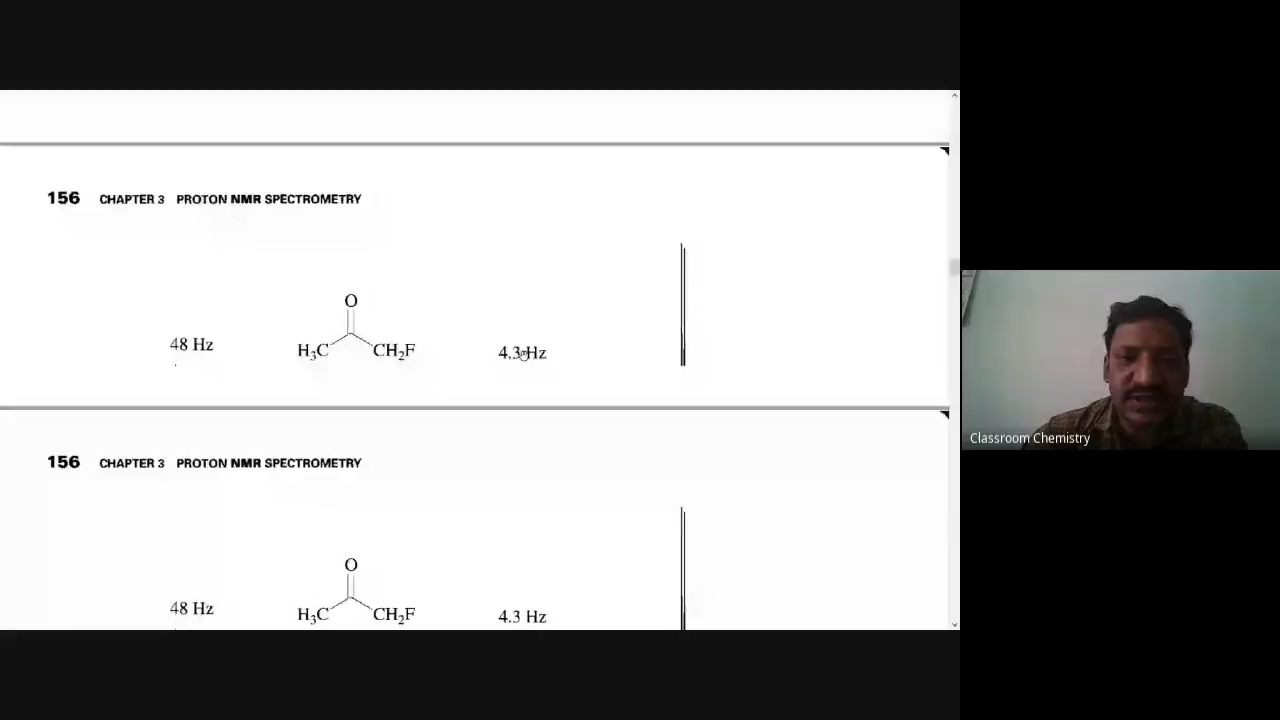 156 CHAPTER 3 PROTON NMR SPECTROMETRY
O
48 Hz H₃C CH₂F 4.3 Hz
156 CHAPTER 3 PROTON NMR SPECTROMETRY
O
48 Hz H₃C CH₂F 4.3 Hz
Classroom Chemistry